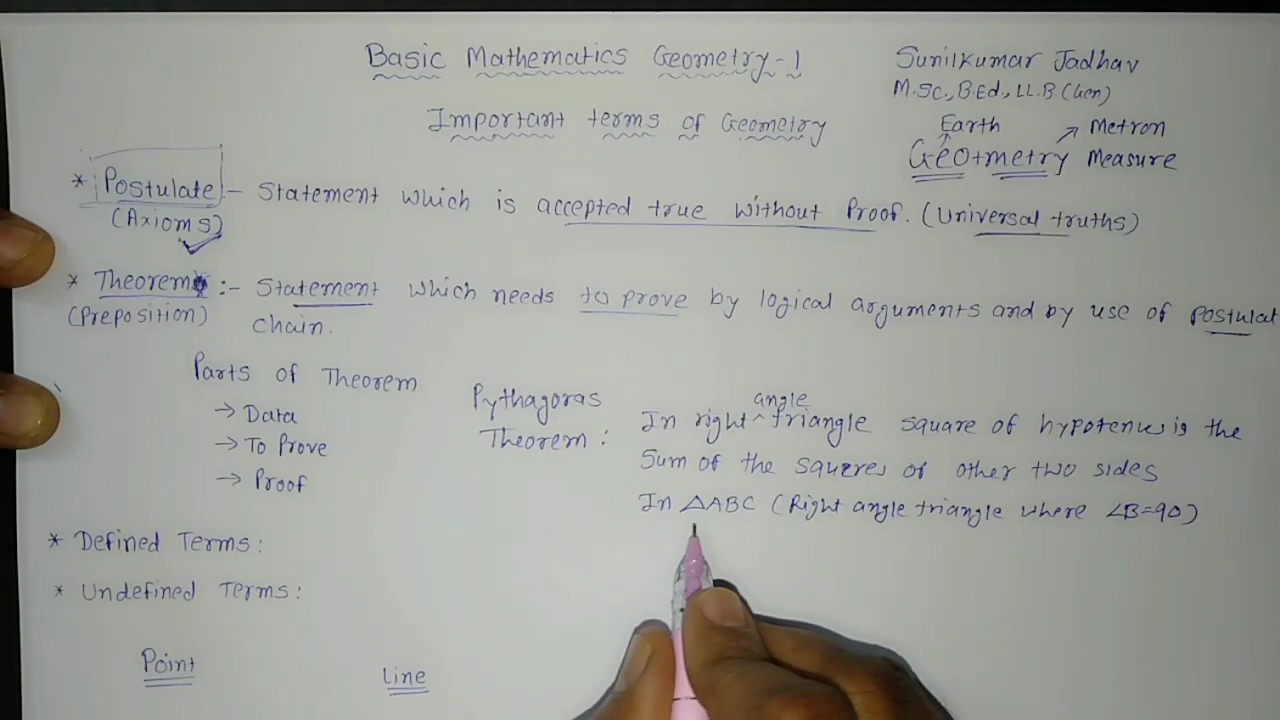 Basic Mathematics Geometry-1
Sunilkumar Jadhav
M.Sc., B.Ed., LL.B (Gen)
Important terms of Geometry
Earth ↗ Metron
Geo+metry Measure
* Postulate :- Statement which is accepted true without Proof. (Universal truths)
(Axioms)
* Theorem :- Statement which needs to prove by logical arguments and by use of postulat
(Preposition) chain.
Parts of Theorem
→ Data
→ To Prove
→ Proof
Pythagoras
Theorem :
angle
In right ^ triangle square of hypotenus is the
Sum of the squeres of other two sides
In △ABC (Right angle triangle where ∠B=90)
* Defined Terms :
* Undefined Terms :
Point Line